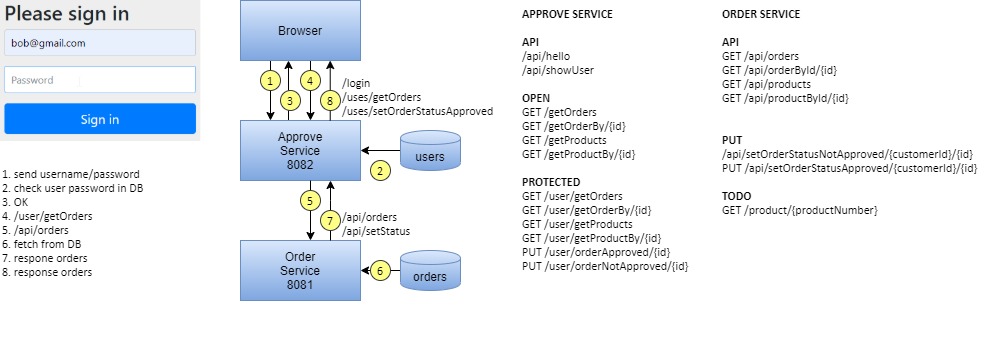 Please sign in
bob@gmail.com
Password
Sign in
1. send username/password
2. check user password in DB
3. OK
4. /user/getOrders
5. /api/orders
6. fetch from DB
7. respone orders
8. response orders
Browser
1
3
4
8
/login
/uses/getOrders
/uses/setOrderStatusApproved
Approve
Service
8082
users
2
5
7
/api/orders
/api/setStatus
Order
Service
8081
6
orders
APPROVE SERVICE
API
/api/hello
/api/showUser
OPEN
GET /getOrders
GET /getOrderBy/{id}
GET /getProducts
GET /getProductBy/{id}
PROTECTED
GET /user/getOrders
GET /user/getOrderBy/{id}
GET /user/getProducts
GET /user/getProductBy/{id}
PUT /user/orderApproved/{id}
PUT /user/orderNotApproved/{id}
ORDER SERVICE
API
GET /api/orders
GET /api/orderById/{id}
GET /api/products
GET /api/productById/{id}
PUT
/api/setOrderStatusNotApproved/{customerId}/{id}
PUT /api/setOrderStatusApproved/{customerId}/{id}
TODO
GET /product/{productNumber}